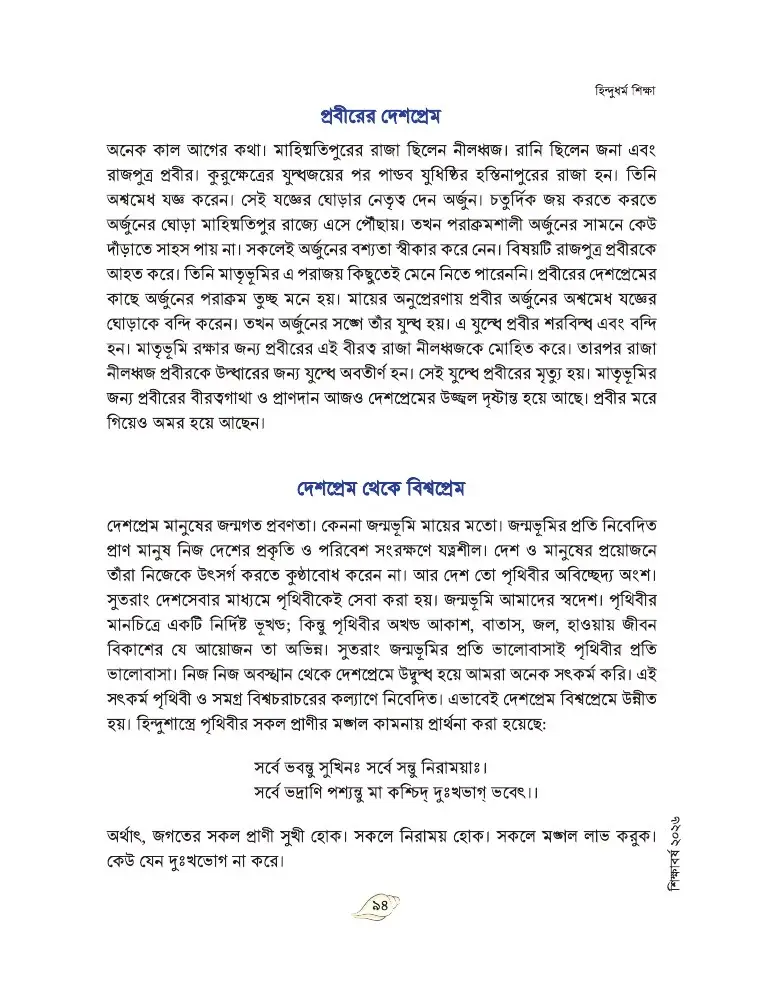 হিন্দুধর্ম শিক্ষা
প্রবীরের দেশপ্রেম
অনেক কাল আগের কথা। মাহিষ্মতিপুরের রাজা ছিলেন নীলধ্বজ। রানি ছিলেন জনা এবং
রাজপুত্র প্রবীর। কুরুক্ষেত্রের যুদ্ধজয়ের পর পান্ডব যুধিষ্ঠির হস্তিনাপুরের রাজা হন। তিনি
অশ্বমেধ যজ্ঞ করেন। সেই যজ্ঞের ঘোড়ার নেতৃত্ব দেন অর্জুন। চতুর্দিক জয় করতে করতে
অর্জুনের ঘোড়া মাহিষ্মতিপুর রাজ্যে এসে পৌঁছায়। তখন পরাক্রমশালী অর্জুনের সামনে কেউ
দাঁড়াতে সাহস পায় না। সকলেই অর্জুনের বশ্যতা স্বীকার করে নেন। বিষয়টি রাজপুত্র প্রবীরকে
আহত করে। তিনি মাতৃভূমির এ পরাজয় কিছুতেই মেনে নিতে পারেননি। প্রবীরের দেশপ্রেমের
কাছে অর্জুনের পরাক্রম তুচ্ছ মনে হয়। মায়ের অনুপ্রেরণায় প্রবীর অর্জুনের অশ্বমেধ যজ্ঞের
ঘোড়াকে বন্দি করেন। তখন অর্জুনের সঙ্গে তাঁর যুদ্ধ হয়। এ যুদ্ধে প্রবীর শরবিদ্ধ এবং বন্দি
হন। মাতৃভূমি রক্ষার জন্য প্রবীরের এই বীরত্ব রাজা নীলধ্বজকে মোহিত করে। তারপর রাজা
নীলধ্বজ প্রবীরকে উদ্ধারের জন্য যুদ্ধে অবতীর্ণ হন। সেই যুদ্ধে প্রবীরের মৃত্যু হয়। মাতৃভূমির
জন্য প্রবীরের বীরত্বগাথা ও প্রাণদান আজও দেশপ্রেমের উজ্জ্বল দৃষ্টান্ত হয়ে আছে। প্রবীর মরে
গিয়েও অমর হয়ে আছেন।
দেশপ্রেম থেকে বিশ্বপ্রেম
দেশপ্রেম মানুষের জন্মগত প্রবণতা। কেননা জন্মভূমি মায়ের মতো। জন্মভূমির প্রতি নিবেদিত
প্রাণ মানুষ নিজ দেশের প্রকৃতি ও পরিবেশ সংরক্ষণে যত্নশীল। দেশ ও মানুষের প্রয়োজনে
তাঁরা নিজেকে উৎসর্গ করতে কুণ্ঠাবোধ করেন না। আর দেশ তো পৃথিবীর অবিচ্ছেদ্য অংশ।
সুতরাং দেশসেবার মাধ্যমে পৃথিবীকেই সেবা করা হয়। জন্মভূমি আমাদের স্বদেশ। পৃথিবীর
মানচিত্রে একটি নির্দিষ্ট ভূখন্ড; কিন্তু পৃথিবীর অখন্ড আকাশ, বাতাস, জল, হাওয়ায় জীবন
বিকাশের যে আয়োজন তা অভিন্ন। সুতরাং জন্মভূমির প্রতি ভালোবাসাই পৃথিবীর প্রতি
ভালোবাসা। নিজ নিজ অবস্থান থেকে দেশপ্রেমে উদ্বুদ্ধ হয়ে আমরা অনেক সৎকর্ম করি। এই
সৎকর্ম পৃথিবী ও সমগ্র বিশ্বচরাচরের কল্যাণে নিবেদিত। এভাবেই দেশপ্রেম বিশ্বপ্রেমে উন্নীত
হয়। হিন্দুশাস্ত্রে পৃথিবীর সকল প্রাণীর মঙ্গল কামনায় প্রার্থনা করা হয়েছে:
সর্বে ভবন্তু সুখিনঃ সর্বে সন্তু নিরাময়াঃ।
সর্বে ভদ্রাণি পশ্যন্তু মা কশ্চিদ্ দুঃখভাগ্ ভবেৎ।।
অর্থাৎ, জগতের সকল প্রাণী সুখী হোক। সকলে নিরাময় হোক। সকলে মঙ্গল লাভ করুক।
কেউ যেন দুঃখভোগ না করে।
শিক্ষাবর্ষ ২০২৬
৯৪